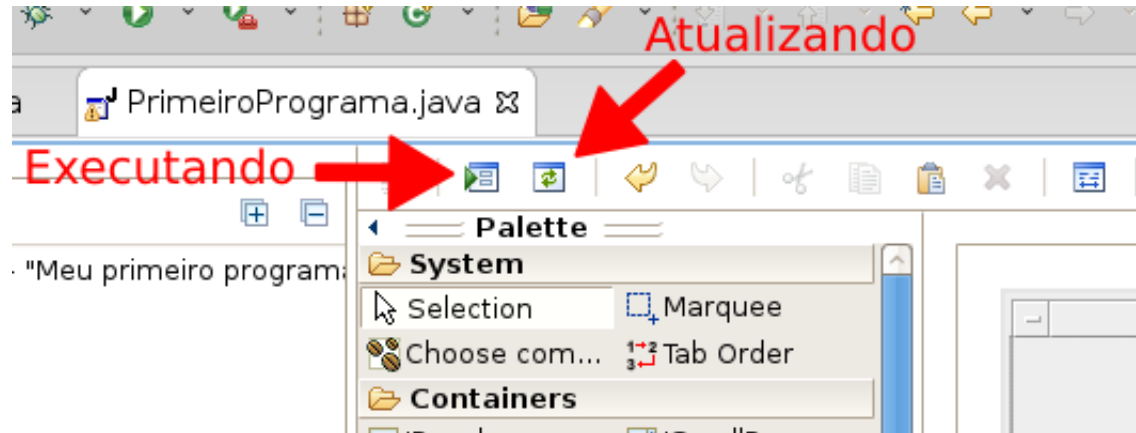 Atualizando
a
PrimeiroPrograma.java
Executando
Palette
"Meu primeiro programa
System
Selection
Marquee
Choose com...
Tab Order
Containers